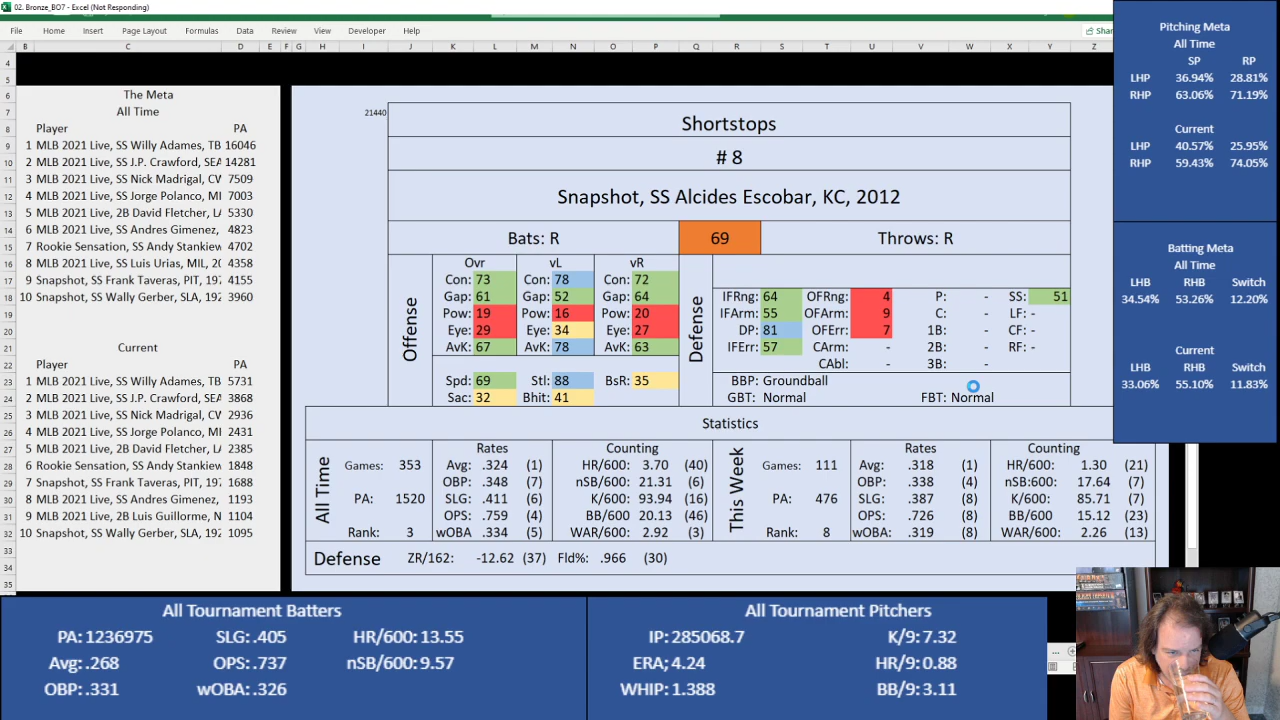 02. Bronze_BO7 - Excel (Not Responding)
File Home Insert Page Layout Formulas Data Review View Developer Help
B C D E F G H I J K L M N O P Q R S T U V W X Y Z
The Meta
All Time
Player PA
1 MLB 2021 Live, SS Willy Adames, TB 16046
2 MLB 2021 Live, SS J.P. Crawford, SEA 14281
3 MLB 2021 Live, SS Nick Madrigal, CV 7509
4 MLB 2021 Live, SS Jorge Polanco, MI 7003
5 MLB 2021 Live, 2B David Fletcher, LA 5330
6 MLB 2021 Live, SS Andres Gimenez, 4823
7 Rookie Sensation, SS Andy Stankiew 4702
8 MLB 2021 Live, SS Luis Urias, MIL, 20 4358
9 Snapshot, SS Frank Taveras, PIT, 197 4155
10 Snapshot, SS Wally Gerber, SLA, 192 3960
Current
Player PA
1 MLB 2021 Live, SS Willy Adames, TB 5731
2 MLB 2021 Live, SS J.P. Crawford, SEA 3868
3 MLB 2021 Live, SS Nick Madrigal, CV 2936
4 MLB 2021 Live, SS Jorge Polanco, MI 2431
5 MLB 2021 Live, 2B David Fletcher, LA 2385
6 Rookie Sensation, SS Andy Stankiew 1848
7 Snapshot, SS Frank Taveras, PIT, 197 1688
8 MLB 2021 Live, SS Andres Gimenez, 1193
9 MLB 2021 Live, 2B Luis Guillorme, N 1104
10 Snapshot, SS Wally Gerber, SLA, 192 1095
21440
Shortstops
# 8
Snapshot, SS Alcides Escobar, KC, 2012
Bats: R 69 Throws: R
Offense
Ovr vL vR
Con: 73 Con: 78 Con: 72
Gap: 61 Gap: 52 Gap: 64
Pow: 19 Pow: 16 Pow: 20
Eye: 29 Eye: 34 Eye: 27
AvK: 67 AvK: 78 AvK: 63
Spd: 69 Stl: 88 BsR: 35
Sac: 32 Bhit: 41
Defense
IFRng: 64 OFRng: 4 P: - SS: 51
IFArm: 55 OFArm: 9 C: - LF: -
DP: 81 OFErr: 7 1B: - CF: -
IFErr: 57 CArm: - 2B: - RF: -
CAbl: - 3B: -
BBP: Groundball
GBT: Normal FBT: Normal
Statistics
All Time
Rates Counting
Games: 353 Avg: .324 (1) HR/600: 3.70 (40)
OBP: .348 (7) nSB/600: 21.31 (6)
PA: 1520 SLG: .411 (6) K/600: 93.94 (16)
OPS: .759 (4) BB/600 20.13 (46)
Rank: 3 wOBA .334 (5) WAR/600: 2.92 (3)
This Week
Rates Counting
Games: 111 Avg: .318 (1) HR/600: 1.30 (21)
OBP: .338 (4) nSB:600: 17.64 (7)
PA: 476 SLG: .387 (8) K/600: 85.71 (7)
OPS: .726 (8) BB/600 15.12 (23)
Rank: 8 wOBA: .319 (8) WAR/600: 2.26 (13)
Defense ZR/162: -12.62 (37) Fld%: .966 (30)
Pitching Meta
All Time
SP RP
LHP 36.94% 28.81%
RHP 63.06% 71.19%
Current
LHP 40.57% 25.95%
RHP 59.43% 74.05%
Batting Meta
All Time
LHB RHB Switch
34.54% 53.26% 12.20%
Current
LHB RHB Switch
33.06% 55.10% 11.83%
All Tournament Batters
PA: 1236975 SLG: .405 HR/600: 13.55
Avg: .268 OPS: .737 nSB/600: 9.57
OBP: .331 wOBA: .326
All Tournament Pitchers
IP: 285068.7 K/9: 7.32
ERA; 4.24 HR/9: 0.88
WHIP: 1.388 BB/9: 3.11